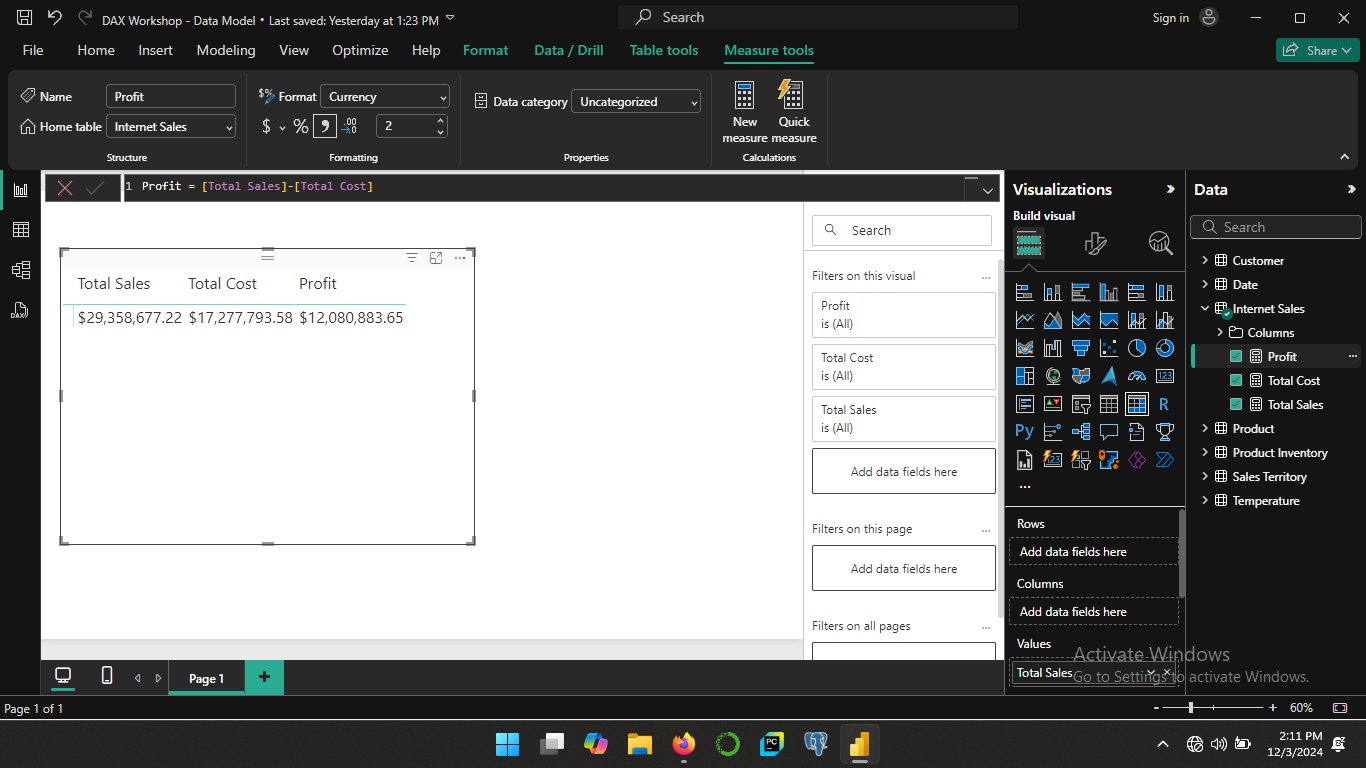 DAX Workshop - Data Model • Last saved: Yesterday at 1:23 PM
Search
Sign in
File Home Insert Modeling View Optimize Help Format Data / Drill Table tools Measure tools
Share
Name Profit
Home table Internet Sales
Structure
$% Format Currency
$ % 9 .00 2
Formatting
Data category Uncategorized
Properties
New measure
Quick measure
Calculations
1 Profit = [Total Sales]-[Total Cost]
Total Sales Total Cost Profit
$29,358,677.22 $17,277,793.58 $12,080,883.65
Search
Filters on this visual ...
Profit
is (All)
Total Cost
is (All)
Total Sales
is (All)
Add data fields here
Filters on this page ...
Add data fields here
Filters on all pages ...
Visualizations
Build visual
123
R
Py
123
...
Rows
Add data fields here
Columns
Add data fields here
Values
Total Sales
Data
Search
Customer
Date
Internet Sales
Columns
Profit ...
Total Cost
Total Sales
Product
Product Inventory
Sales Territory
Temperature
Activate Windows
Go to Settings to activate Windows.
DAX
Page 1 +
Page 1 of 1
- + 60%
PC
2:11 PM
12/3/2024